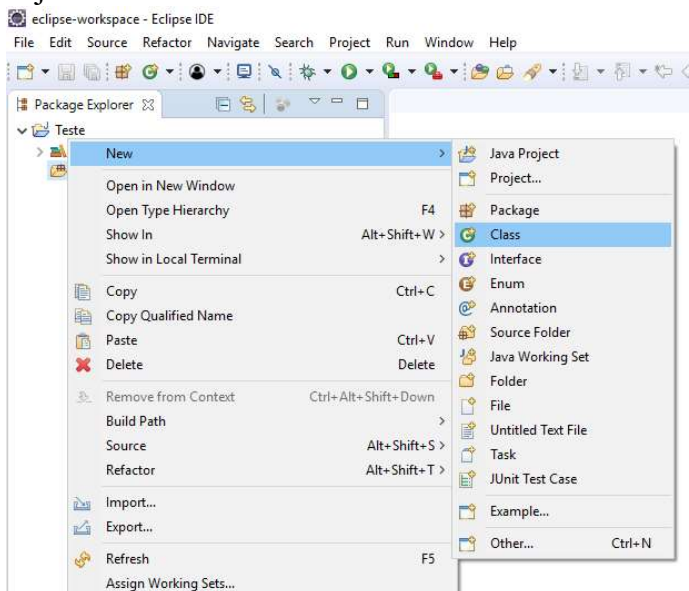 eclipse-workspace - Eclipse IDE
File Edit Source Refactor Navigate Search Project Run Window Help
Package Explorer
Teste
New
Open in New Window
Open Type Hierarchy F4
Show In Alt+Shift+W >
Show in Local Terminal >
Copy Ctrl+C
Copy Qualified Name
Paste Ctrl+V
Delete Delete
Remove from Context Ctrl+Alt+Shift+Down
Build Path >
Source Alt+Shift+S >
Refactor Alt+Shift+T >
Import...
Export...
Refresh F5
Assign Working Sets...
Java Project
Project...
Package
Class
Interface
Enum
Annotation
Source Folder
Java Working Set
Folder
File
Untitled Text File
Task
JUnit Test Case
Example...
Other... Ctrl+N